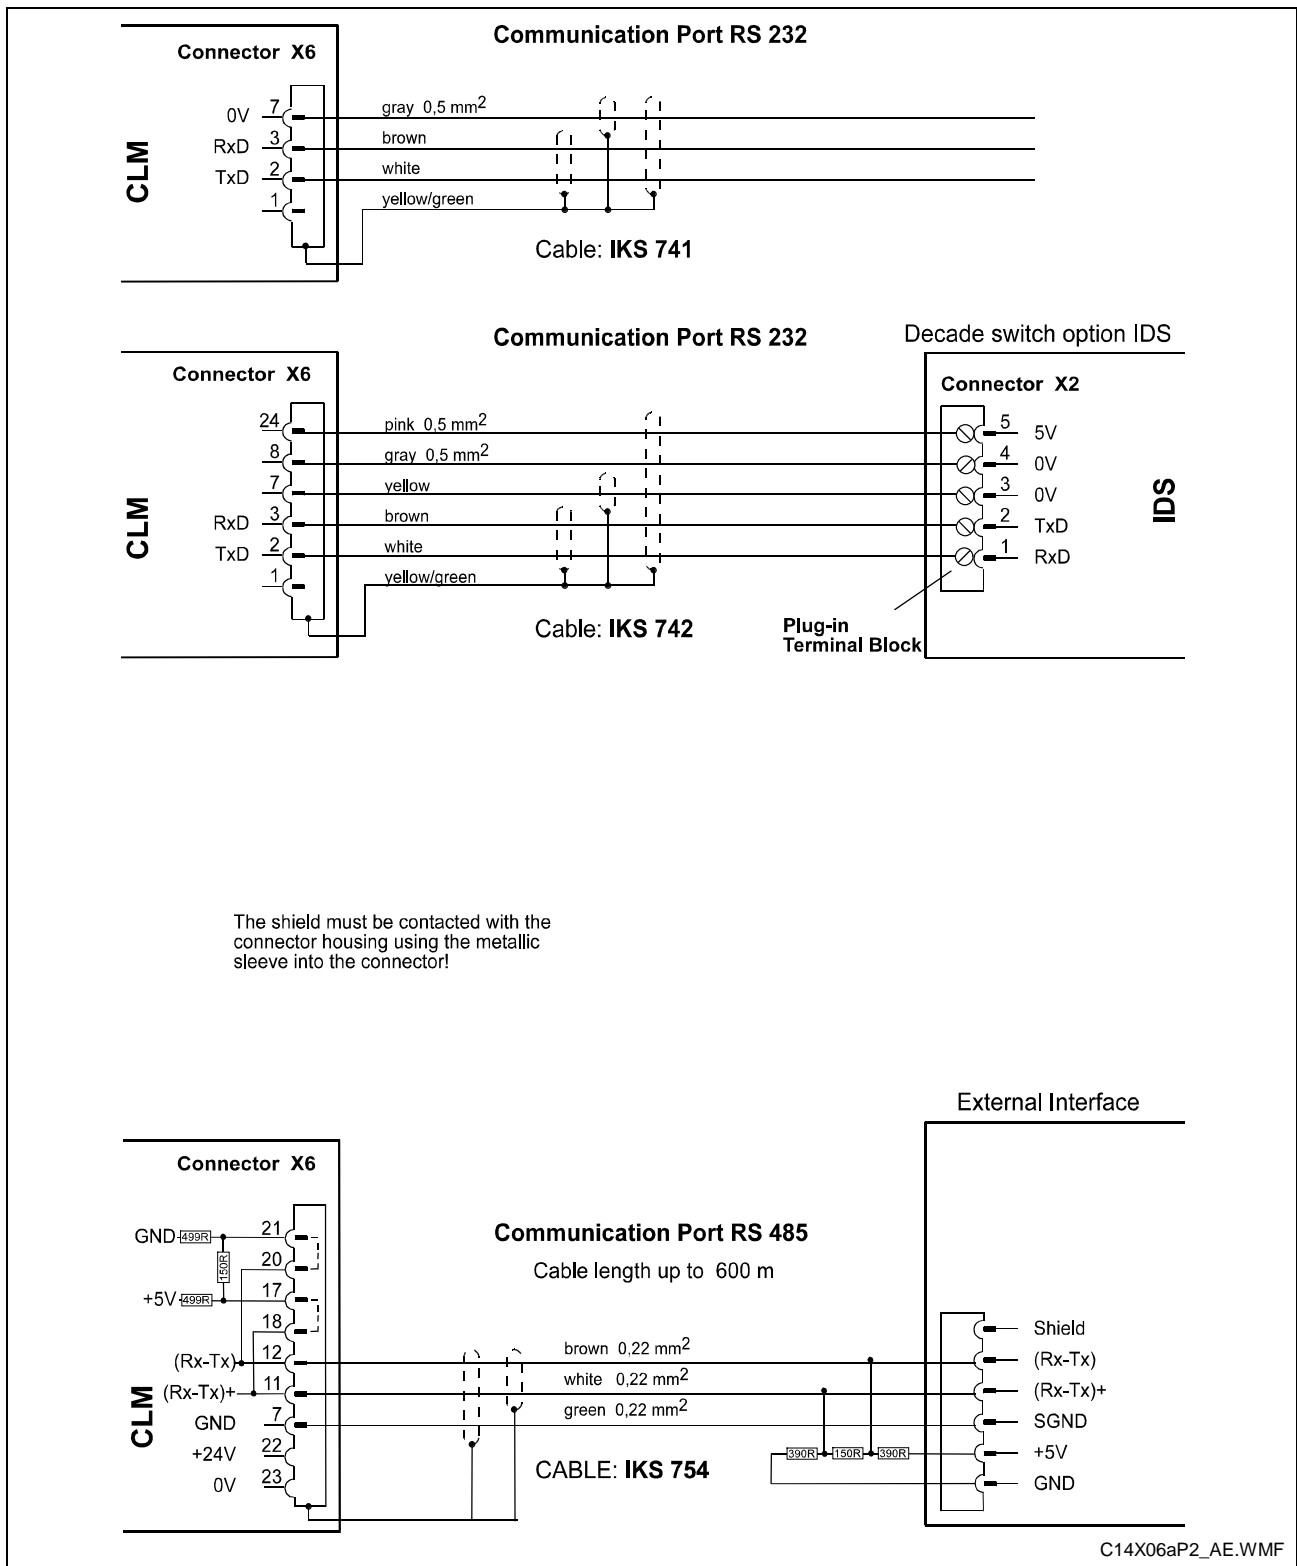 Communication Port RS 232
Connector X6
CLM
0V 7 gray 0,5 mm2
RxD 3 brown
TxD 2 white
1 yellow/green
Cable: IKS 741
Communication Port RS 232
Decade switch option IDS
Connector X6
Connector X2
CLM
IDS
24 pink 0,5 mm2 5 5V
8 gray 0,5 mm2 4 0V
7 yellow 3 0V
RxD 3 brown 2 TxD
TxD 2 white 1 RxD
1 yellow/green
Cable: IKS 742
Plug-in
Terminal Block
The shield must be contacted with the
connector housing using the metallic
sleeve into the connector!
External Interface
Connector X6
Communication Port RS 485
Cable length up to 600 m
CLM
GND 499R 21
150R
20
+5V 499R 17
18
Shield
(Rx-Tx) 12 brown 0,22 mm2 (Rx-Tx)
(Rx-Tx)+ 11 white 0,22 mm2 (Rx-Tx)+
GND 7 green 0,22 mm2 SGND
+24V 22 390R 150R 390R +5V
0V 23 GND
CABLE: IKS 754
C14X06aP2_AE.WMF